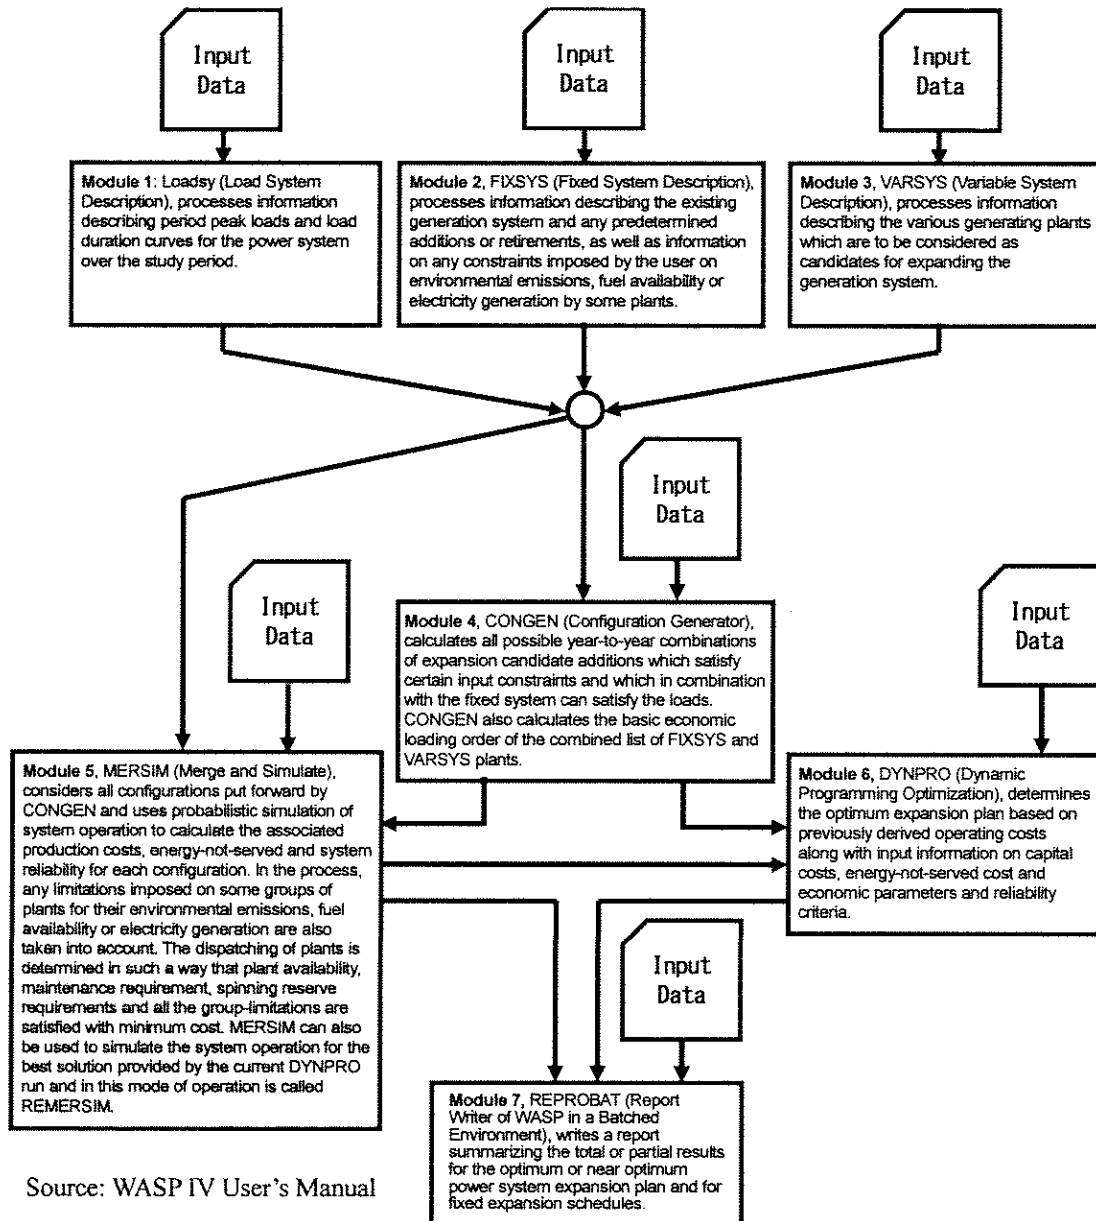 Input
Data
Input
Data
Input
Data
Module 1: Loadsy (Load System
Description), processes information
describing period peak loads and load
duration curves for the power system
over the study period.
Module 2, FIXSYS (Fixed System Description),
processes information describing the existing
generation system and any predetermined
additions or retirements, as well as information
on any constraints imposed by the user on
environmental emissions, fuel availability or
electricity generation by some plants.
Module 3, VARSYS (Variable System
Description), processes information
describing the various generating plants
which are to be considered as
candidates for expanding the
generation system.
Input
Data
Input
Data
Input
Data
Module 4, CONGEN (Configuration Generator),
calculates all possible year-to-year combinations
of expansion candidate additions which satisfy
certain input constraints and which in combination
with the fixed system can satisfy the loads.
CONGEN also calculates the basic economic
loading order of the combined list of FIXSYS and
VARSYS plants.
Module 5, MERSIM (Merge and Simulate),
considers all configurations put forward by
CONGEN and uses probabilistic simulation of
system operation to calculate the associated
production costs, energy-not-served and system
reliability for each configuration. In the process,
any limitations imposed on some groups of
plants for their environmental emissions, fuel
availability or electricity generation are also
taken into account. The dispatching of plants is
determined in such a way that plant availability,
maintenance requirement, spinning reserve
requirements and all the group-limitations are
satisfied with minimum cost. MERSIM can also
be used to simulate the system operation for the
best solution provided by the current DYNPRO
run and in this mode of operation is called
REMERSIM.
Module 6, DYNPRO (Dynamic
Programming Optimization), determines
the optimum expansion plan based on
previously derived operating costs
along with input information on capital
costs, energy-not-served cost and
economic parameters and reliability
criteria.
Input
Data
Module 7, REPROBAT (Report
Writer of WASP in a Batched
Environment), writes a report
summarizing the total or partial results
for the optimum or near optimum
power system expansion plan and for
fixed expansion schedules.
Source: WASP IV User's Manual